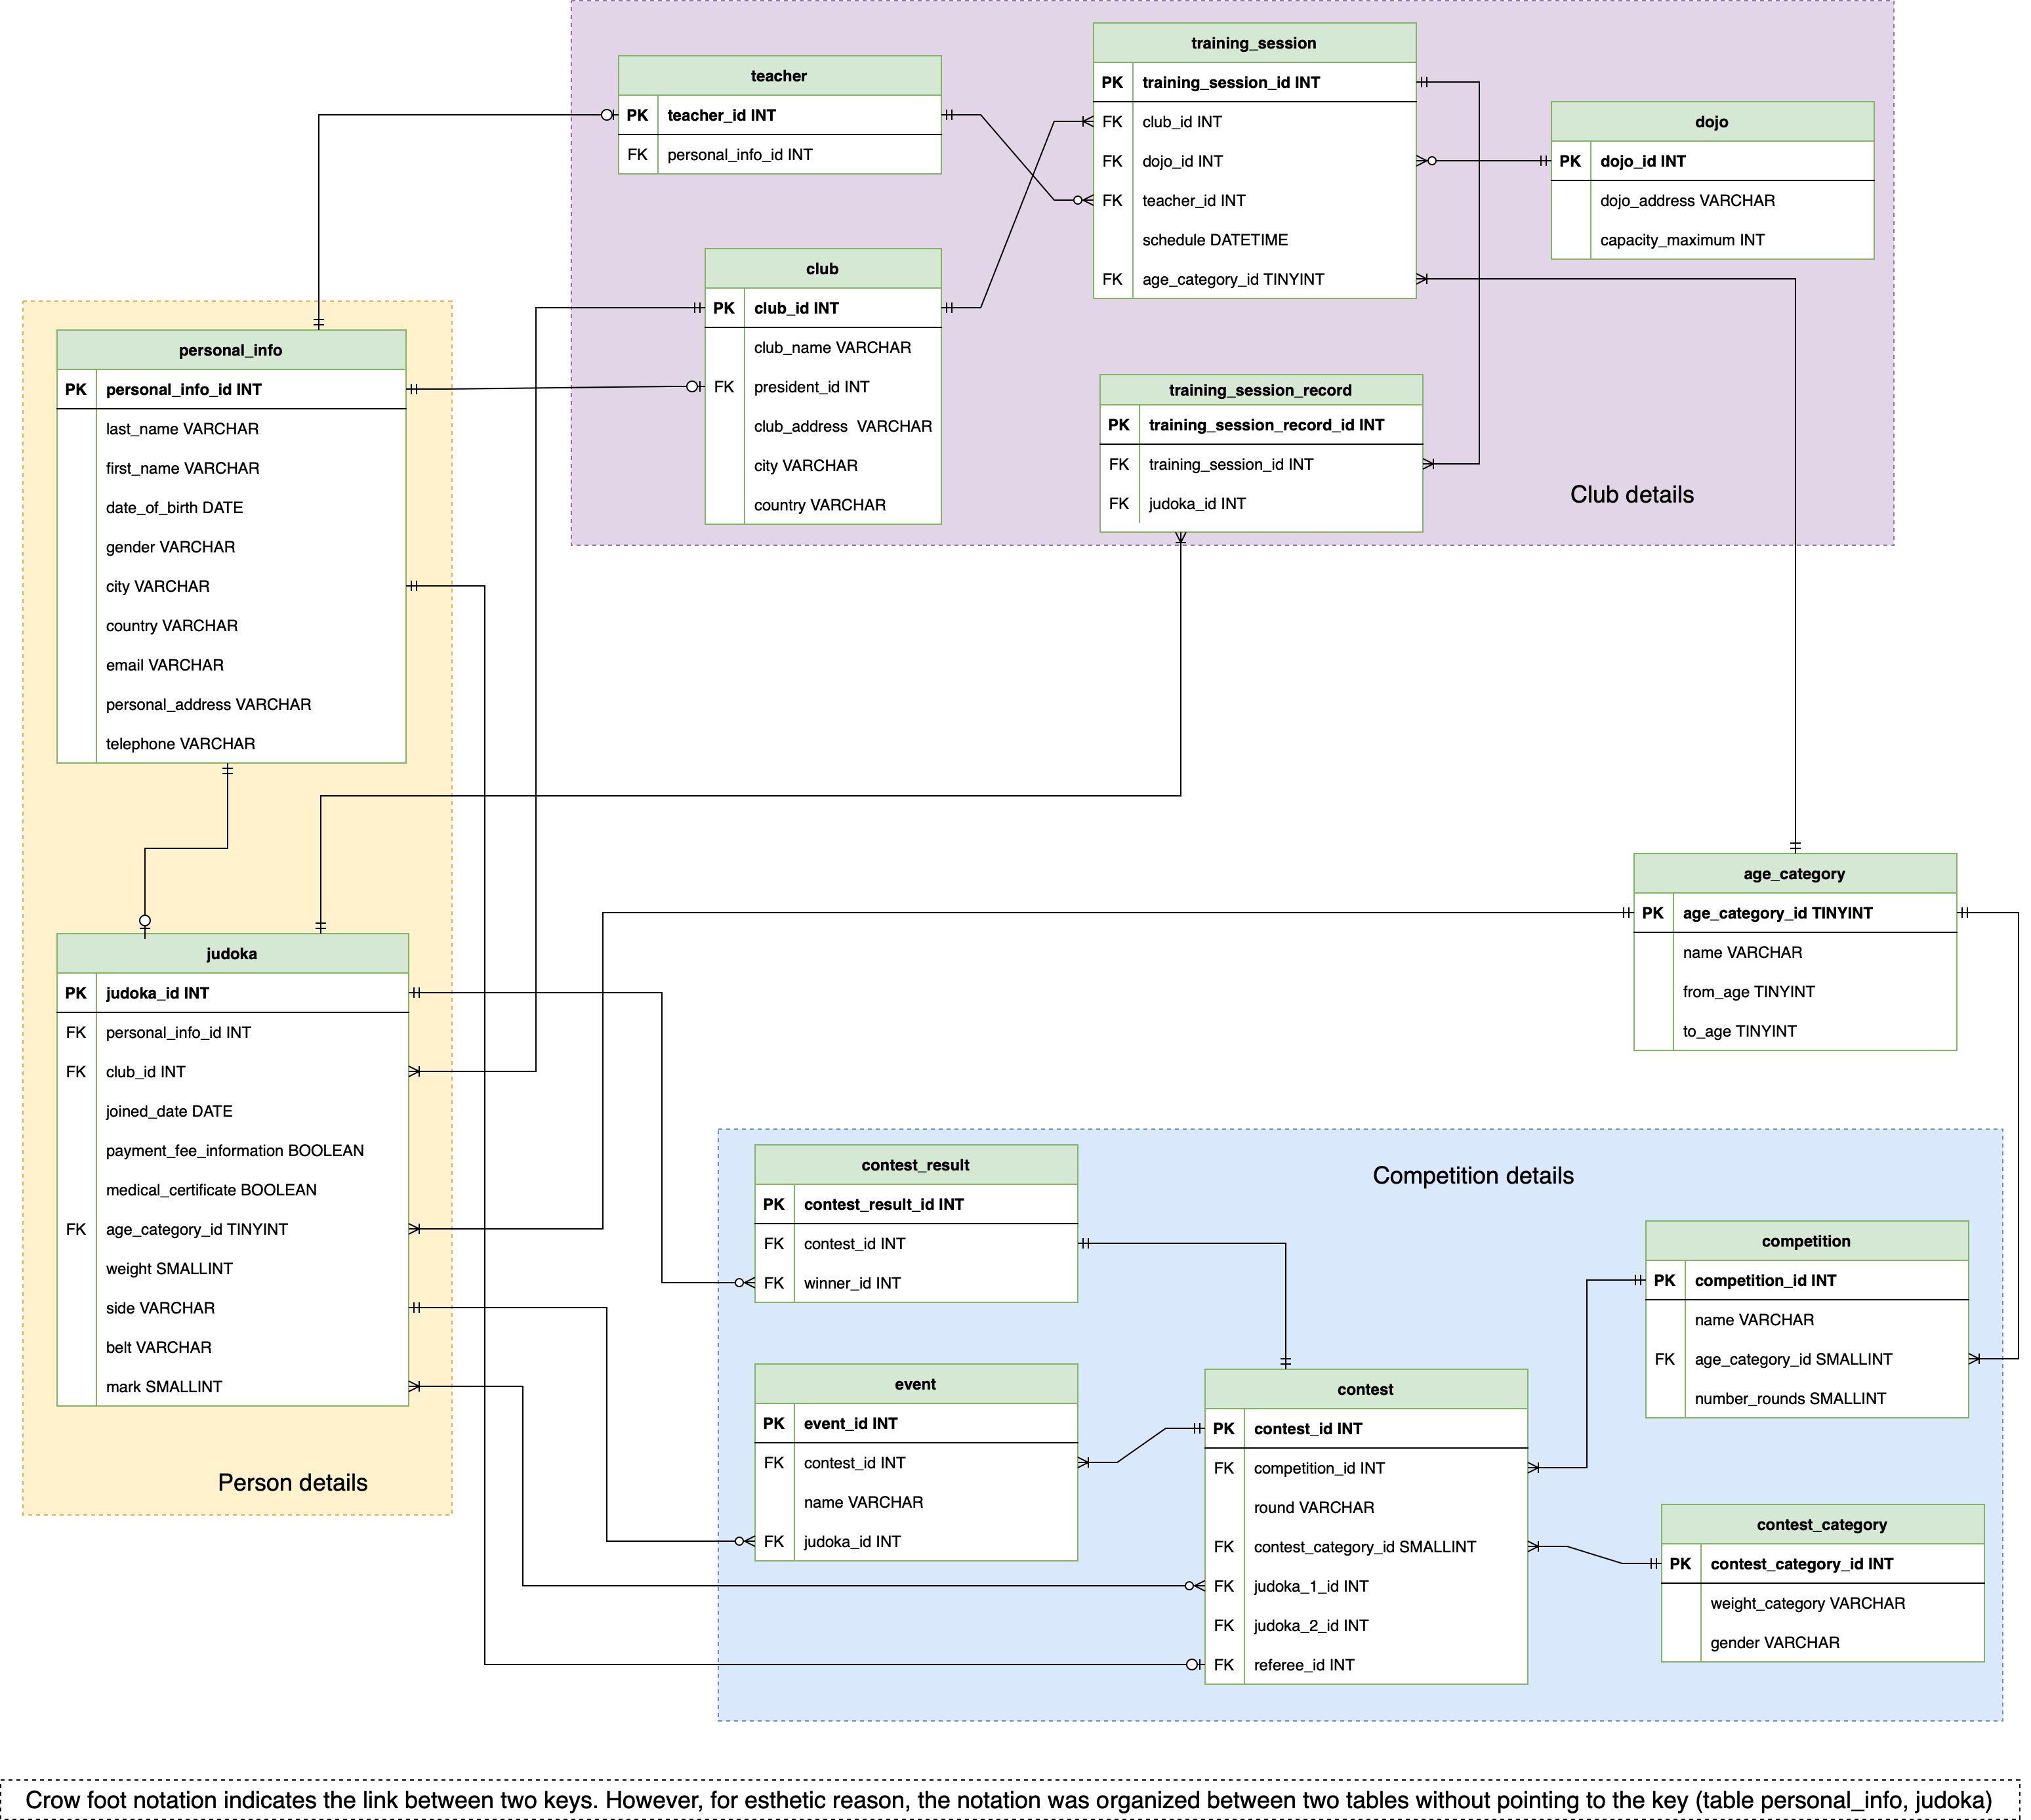 training_session
PK training_session_id INT
FK club_id INT
FK dojo_id INT
FK teacher_id INT
schedule DATETIME
FK age_category_id TINYINT
teacher
PK teacher_id INT
FK personal_info_id INT
dojo
PK dojo_id INT
dojo_address VARCHAR
capacity_maximum INT
club
PK club_id INT
club_name VARCHAR
FK president_id INT
club_address VARCHAR
city VARCHAR
country VARCHAR
training_session_record
PK training_session_record_id INT
FK training_session_id INT
FK judoka_id INT
Club details
personal_info
PK personal_info_id INT
last_name VARCHAR
first_name VARCHAR
date_of_birth DATE
gender VARCHAR
city VARCHAR
country VARCHAR
email VARCHAR
personal_address VARCHAR
telephone VARCHAR
judoka
PK judoka_id INT
FK personal_info_id INT
FK club_id INT
joined_date DATE
payment_fee_information BOOLEAN
medical_certificate BOOLEAN
FK age_category_id TINYINT
weight SMALLINT
side VARCHAR
belt VARCHAR
mark SMALLINT
Person details
age_category
PK age_category_id TINYINT
name VARCHAR
from_age TINYINT
to_age TINYINT
Competition details
contest_result
PK contest_result_id INT
FK contest_id INT
FK winner_id INT
competition
PK competition_id INT
name VARCHAR
FK age_category_id SMALLINT
number_rounds SMALLINT
event
PK event_id INT
FK contest_id INT
name VARCHAR
FK judoka_id INT
contest
PK contest_id INT
FK competition_id INT
round VARCHAR
FK contest_category_id SMALLINT
FK judoka_1_id INT
FK judoka_2_id INT
FK referee_id INT
contest_category
PK contest_category_id INT
weight_category VARCHAR
gender VARCHAR
Crow foot notation indicates the link between two keys. However, for esthetic reason, the notation was organized between two tables without pointing to the key (table personal_info, judoka)